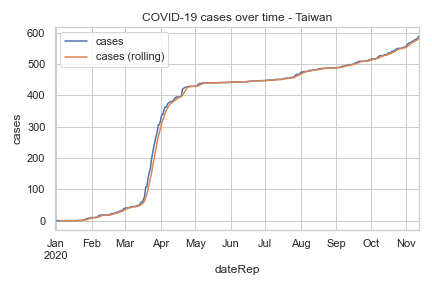 COVID-19 cases over time - Taiwan
cases
cases (rolling)
600
500
400
300
200
100
0
cases
Jan Feb Mar Apr May Jun Jul Aug Sep Oct Nov
2020
dateRep